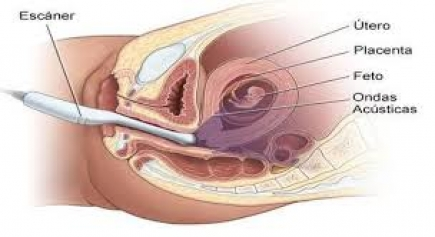 Escáner
Útero
Placenta
Feto
Ondas
Acústicas